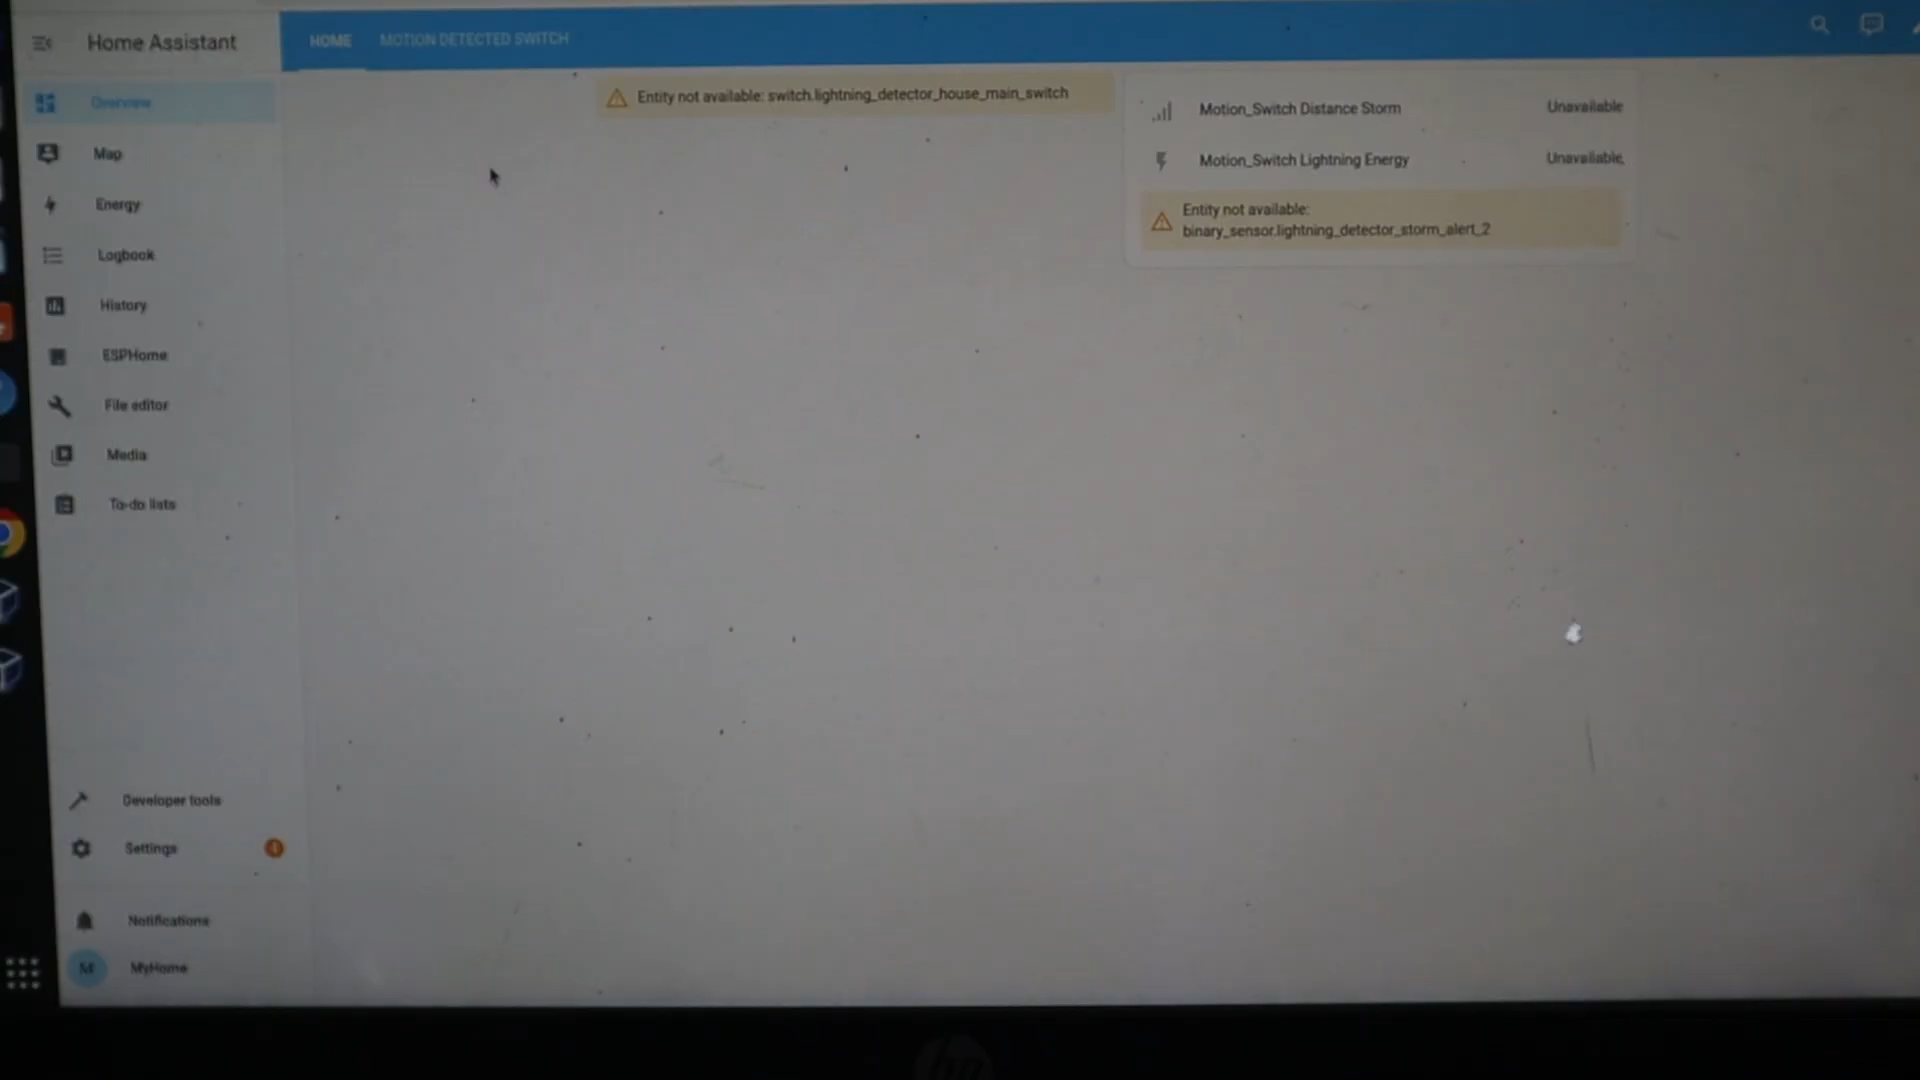 Home Assistant
HOME
MOTION DETECTED SWITCH
Overview
Map
Energy
Logbook
History
ESPHome
File editor
Media
To-do lists
Developer tools
Settings
Notifications
M
MyHome
Entity not available: switch.lightning_detector_house_main_switch
Motion_Switch Distance Storm Unavailable
Motion_Switch Lightning Energy Unavailable
Entity not available:
binary_sensor.lightning_detector_storm_alert_2
hp